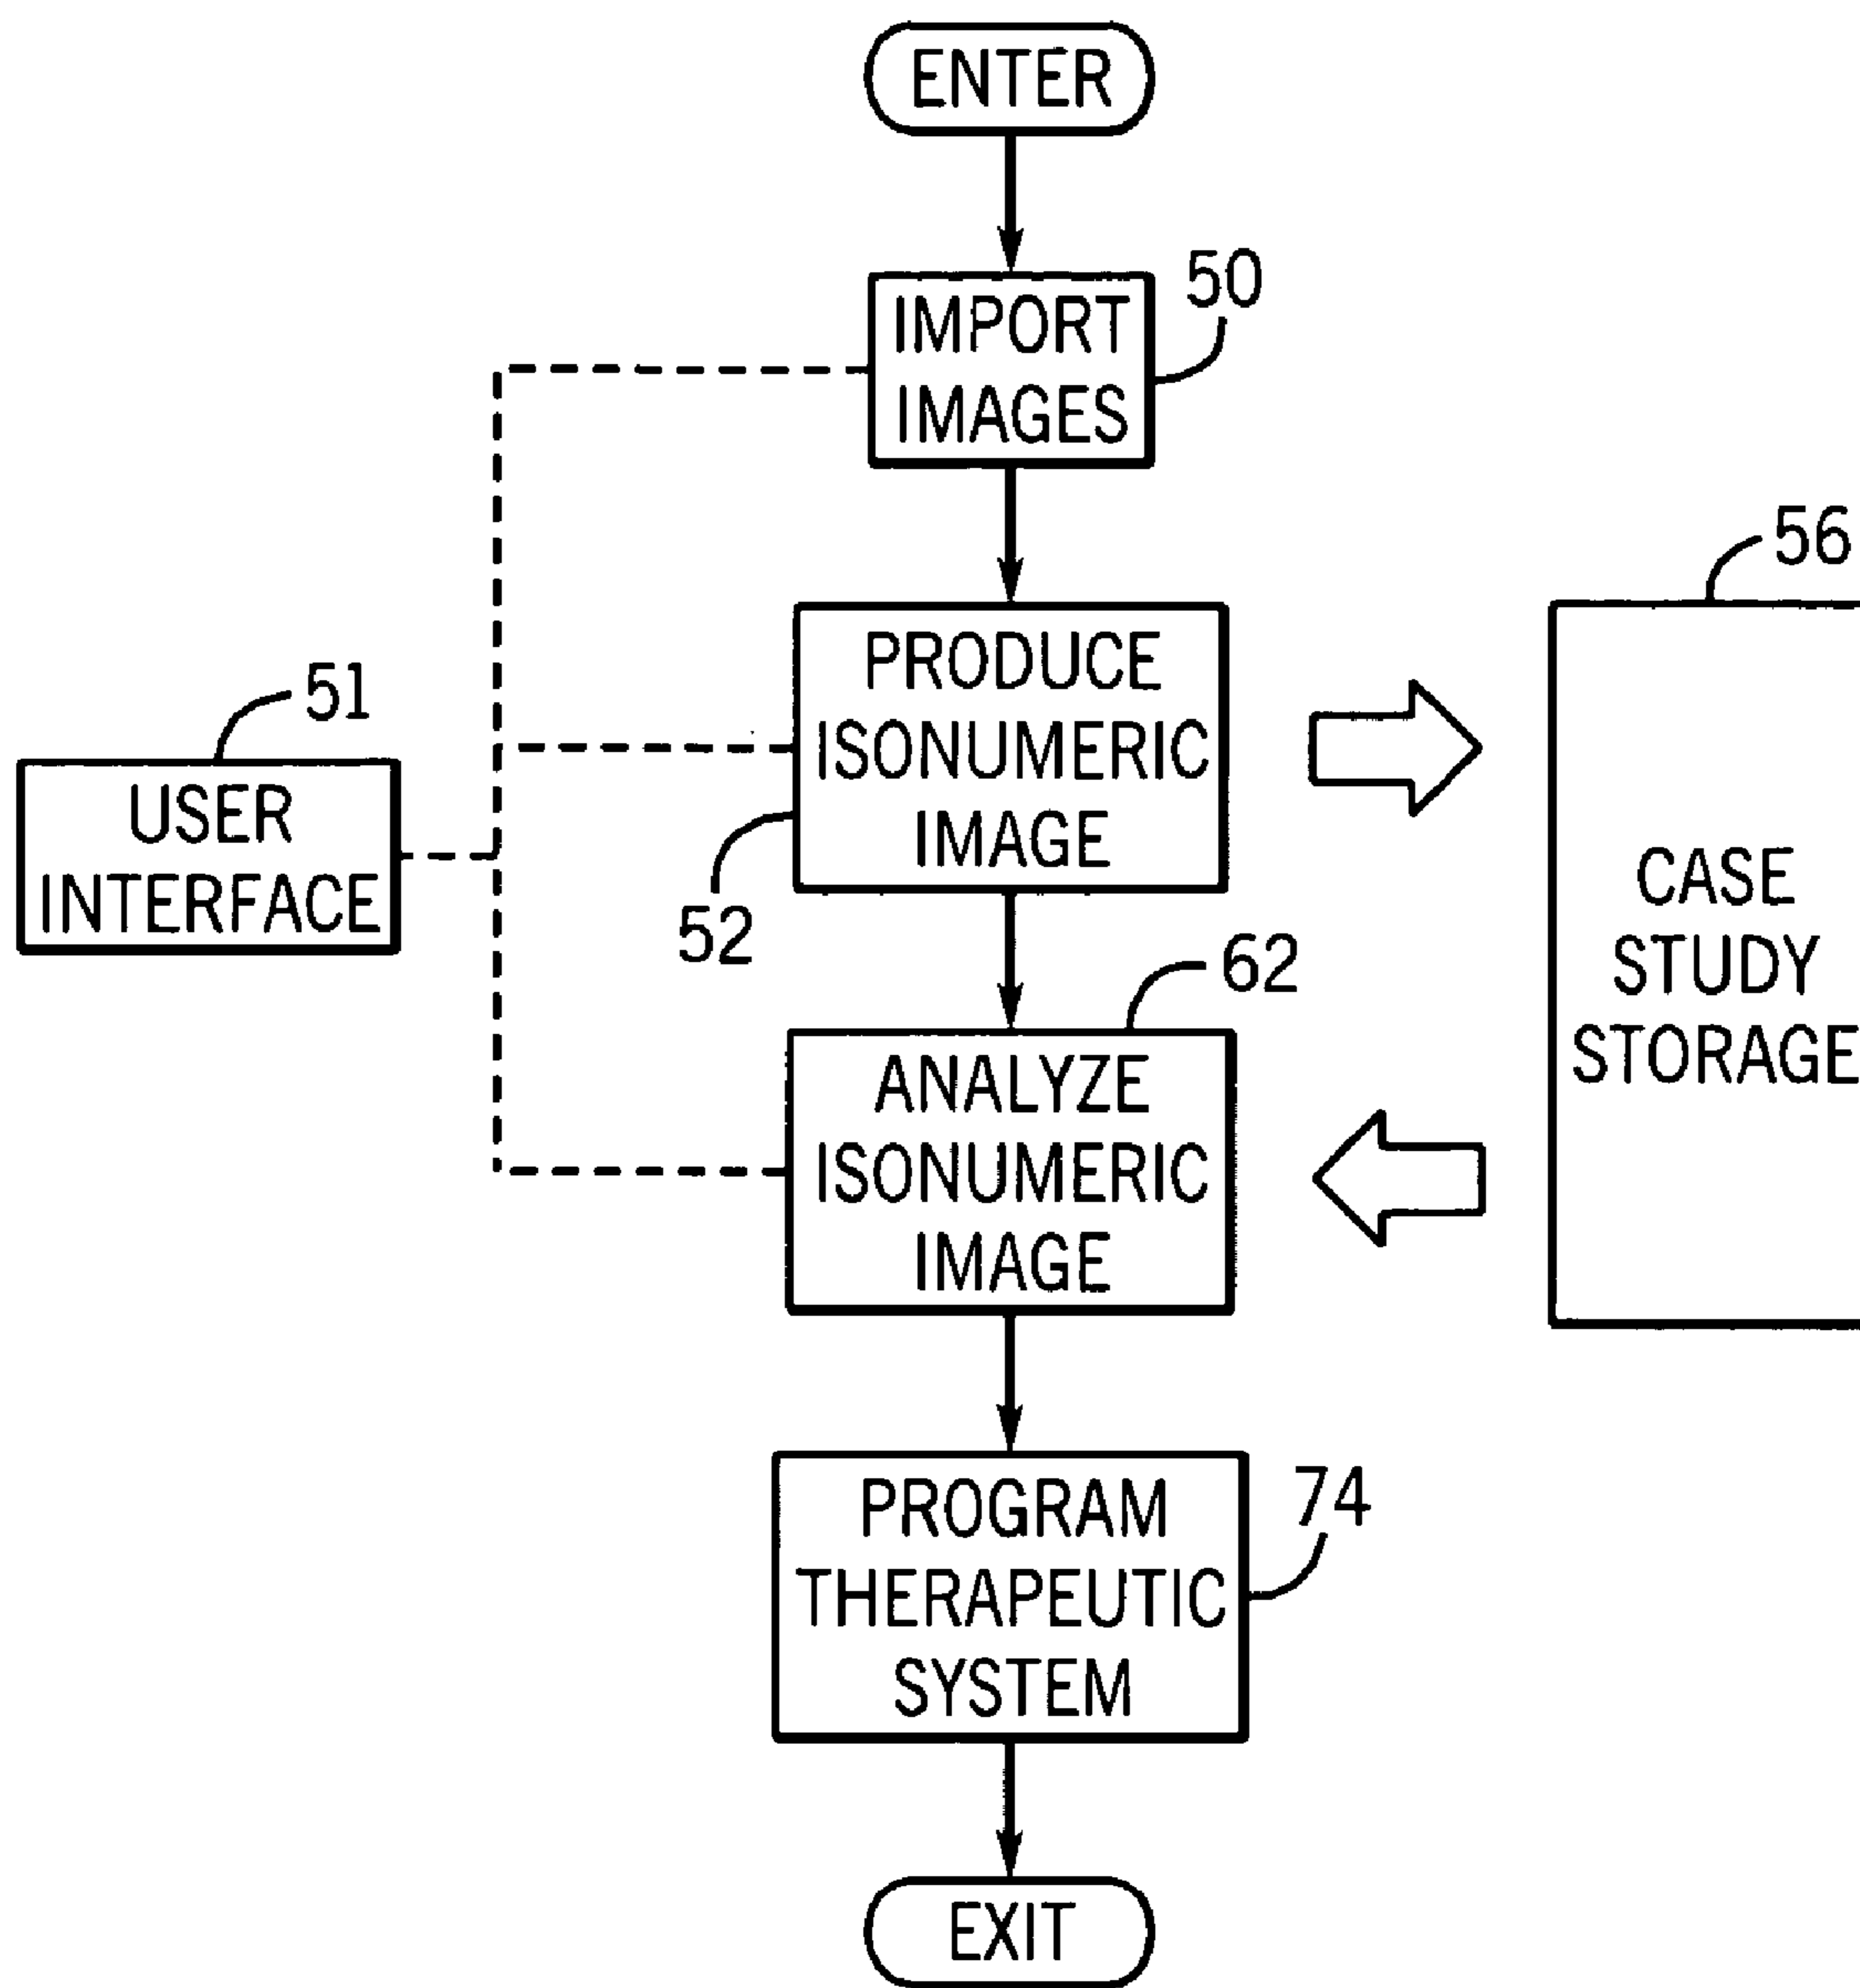 ENTER
50
IMPORT
IMAGES
56
PRODUCE
ISONUMERIC
IMAGE
52
51
USER
INTERFACE
CASE
STUDY
STORAGE
62
ANALYZE
ISONUMERIC
IMAGE
74
PROGRAM
THERAPEUTIC
SYSTEM
EXIT